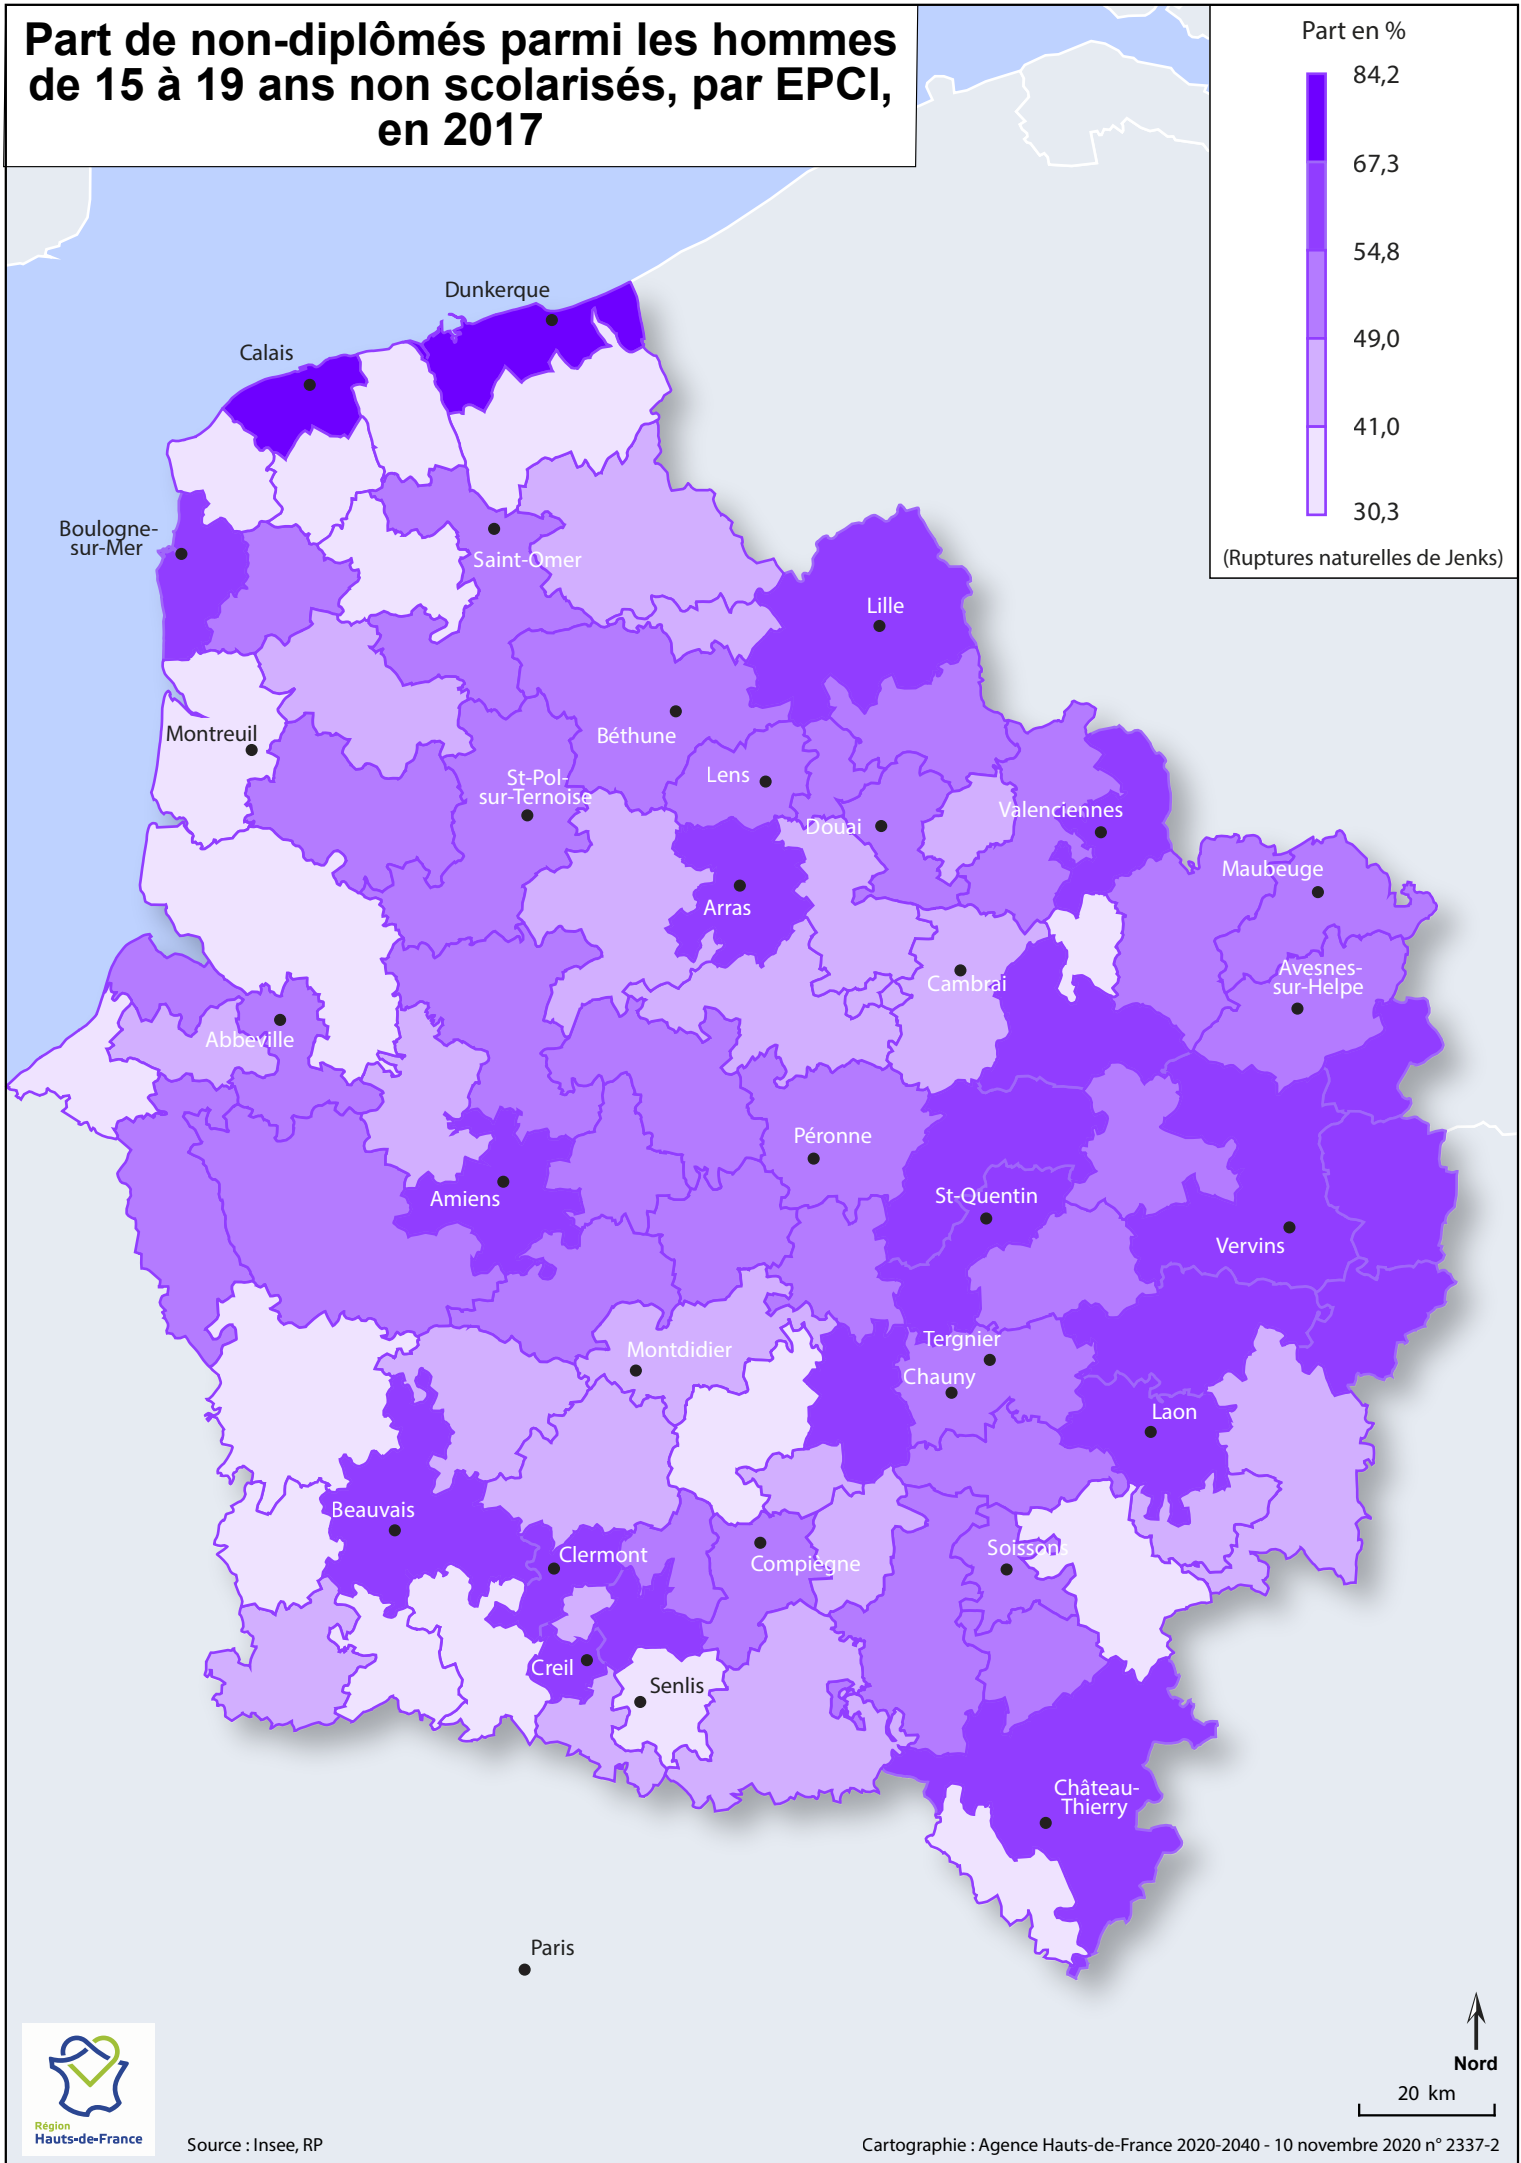 Part de non-diplômés parmi les hommes
de 15 à 19 ans non scolarisés, par EPCI,
en 2017
Part en %
84,2
67,3
54,8
49,0
41,0
30,3
(Ruptures naturelles de Jenks)
Dunkerque
Calais
Boulogne-
sur-Mer
Saint-Omer
Lille
Montreuil
Béthune
St-Pol-
sur-Ternoise
Lens
Douai
Valenciennes
Maubeuge
Arras
Cambrai
Avesnes-
sur-Helpe
Abbeville
Péronne
Amiens
St-Quentin
Vervins
Montdidier
Tergnier
Chauny
Laon
Beauvais
Clermont
Compiègne
Soissons
Creil
Senlis
Château-
Thierry
Paris
Nord
20 km
Région
Hauts-de-France
Source : Insee, RP
Cartographie : Agence Hauts-de-France 2020-2040 - 10 novembre 2020 n° 2337-2